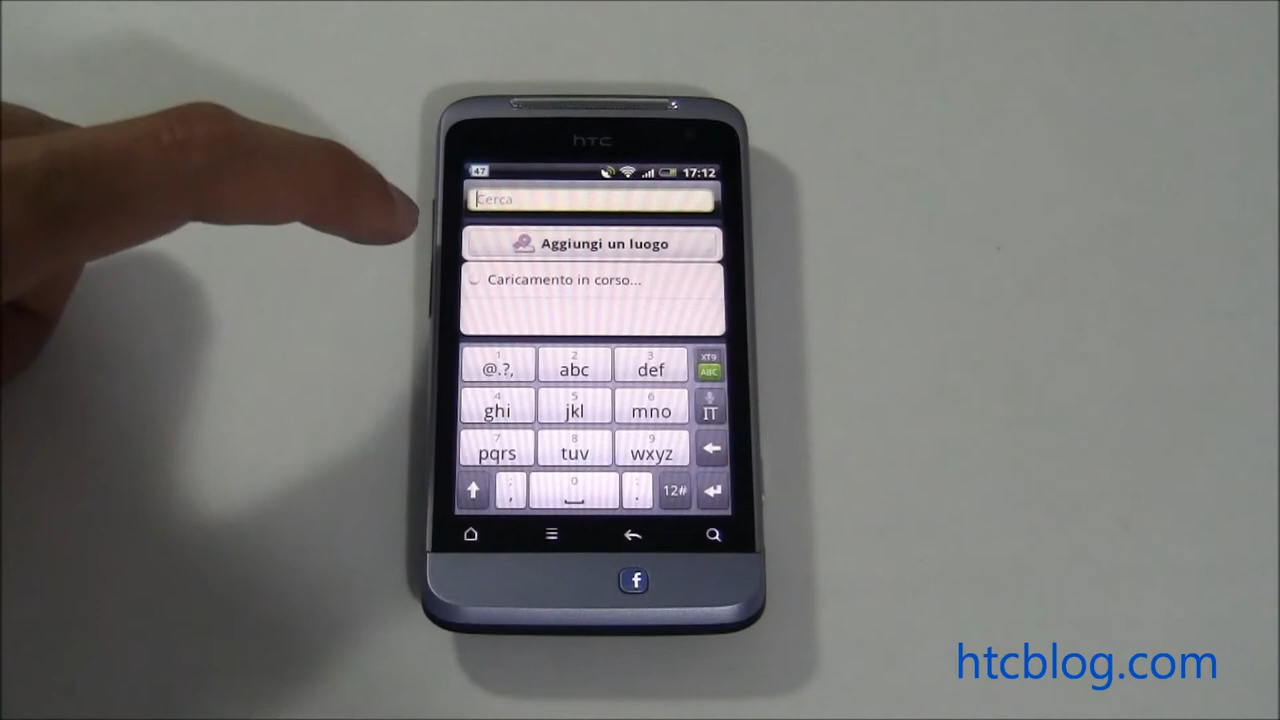 hTC
47 17:12
Cerca
Aggiungi un luogo
Caricamento in corso...
1 2 3 XT9
@.?, abc def ABC
4 5 6
ghi jkl mno IT
7 8 9
pqrs tuv wxyz
0
12#
f
htcblog.com